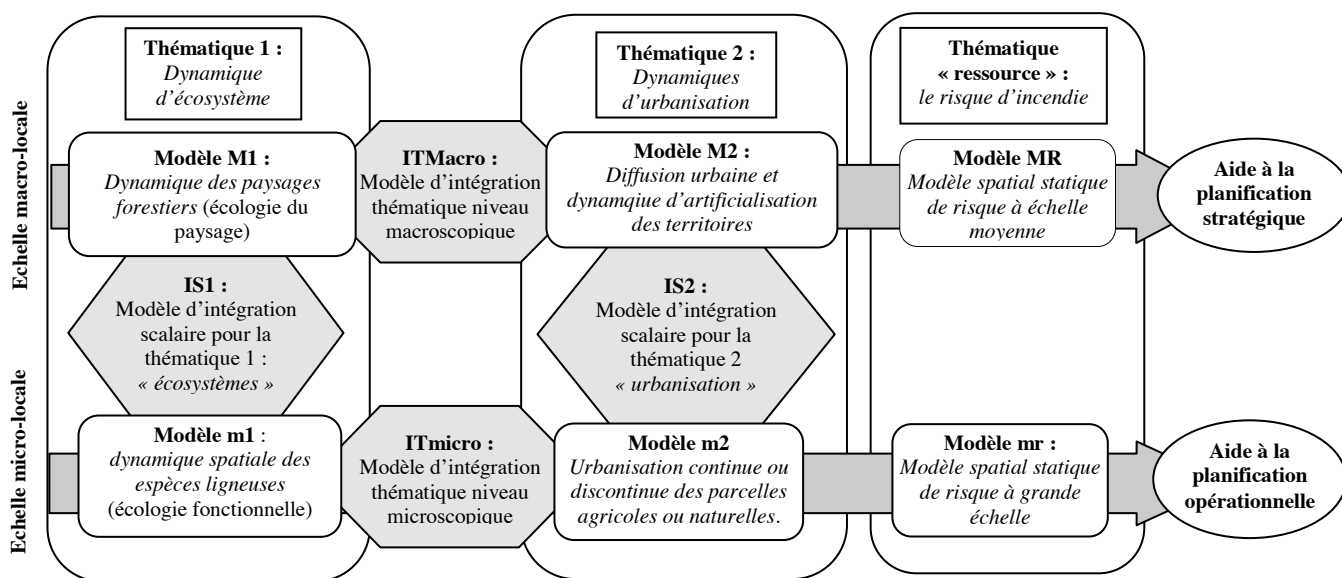 Thématique 1 :
Dynamique
d’écosystème
Thématique 2 :
Dynamiques
d’urbanisation
Thématique
« ressource » :
le risque d’incendie
Echelle macro-locale
Modèle M1 :
Dynamique des paysages
forestiers (écologie du
paysage)
ITMacro :
Modèle d’intégration
thématique niveau
macroscopique
Modèle M2 :
Diffusion urbaine et
dynamqiue d’artificialisation
des territoires
Modèle MR
Modèle spatial statique
de risque à échelle
moyenne
Aide à la
planification
stratégique
IS1 :
Modèle d’intégration
scalaire pour la
thématique 1 :
« écosystèmes »
IS2 :
Modèle d’intégration
scalaire pour la
thématique 2
« urbanisation »
Echelle micro-locale
Modèle m1 :
dynamique spatiale des
espèces ligneuses
(écologie fonctionnelle)
ITmicro :
Modèle d’intégration
thématique niveau
microscopique
Modèle m2
Urbanisation continue ou
discontinue des parcelles
agricoles ou naturelles.
Modèle mr :
Modèle spatial statique
de risque à grande
échelle
Aide à la
planification
opérationnelle